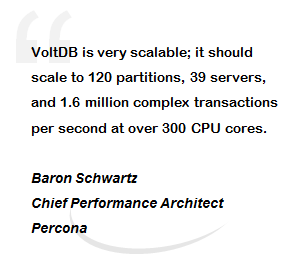 VoltDB is very scalable; it should
scale to 120 partitions, 39 servers,
and 1.6 million complex transactions
per second at over 300 CPU cores.
Baron Schwartz
Chief Performance Architect
Percona